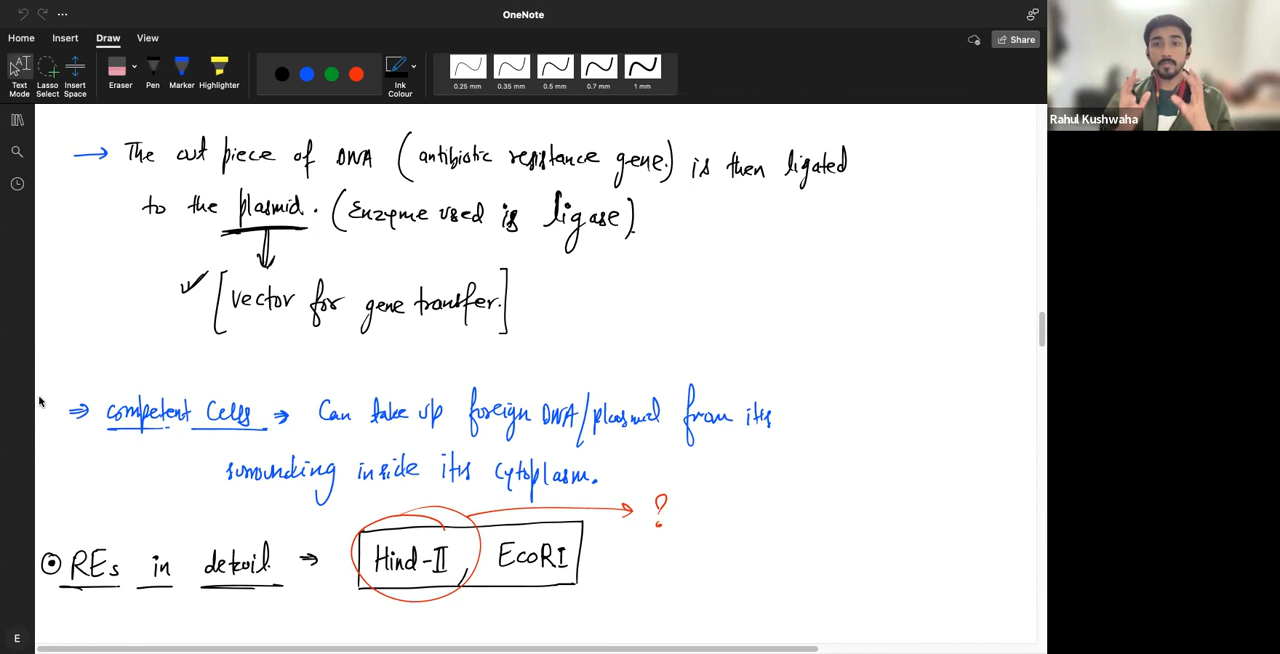 OneNote
Home Insert Draw View
Share
Text Mode
Lasso Select
Insert Space
Eraser
Pen
Marker
Highlighter
Ink Colour
0.25 mm 0.35 mm 0.5 mm 0.7 mm 1 mm
Rahul Kushwaha
→ The cut piece of DNA (antibiotic resistance gene.) is then ligated
to the plasmid. (Enzyme used is ligase).
[vector for gene transfer.]
⇒ Competent Cells → Can take up foreign DNA/plasmid from its
surrounding inside its cytoplasm.
?
REs in detail ⇒ Hind-II, EcoRI
E